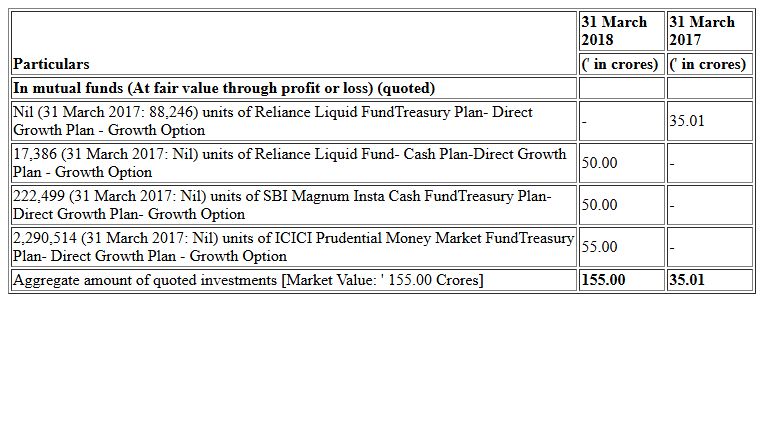 31 March 31 March
2018 2017
Particulars (' in crores) (' in crores)
In mutual funds (At fair value through profit or loss) (quoted)
Nil (31 March 2017: 88,246) units of Reliance Liquid FundTreasury Plan- Direct
Growth Plan - Growth Option - 35.01
17,386 (31 March 2017: Nil) units of Reliance Liquid Fund- Cash Plan-Direct Growth
Plan - Growth Option 50.00 -
222,499 (31 March 2017: Nil) units of SBI Magnum Insta Cash FundTreasury Plan-
Direct Growth Plan- Growth Option 50.00 -
2,290,514 (31 March 2017: Nil) units of ICICI Prudential Money Market FundTreasury
Plan- Direct Growth Plan - Growth Option 55.00 -
Aggregate amount of quoted investments [Market Value: ' 155.00 Crores] 155.00 35.01